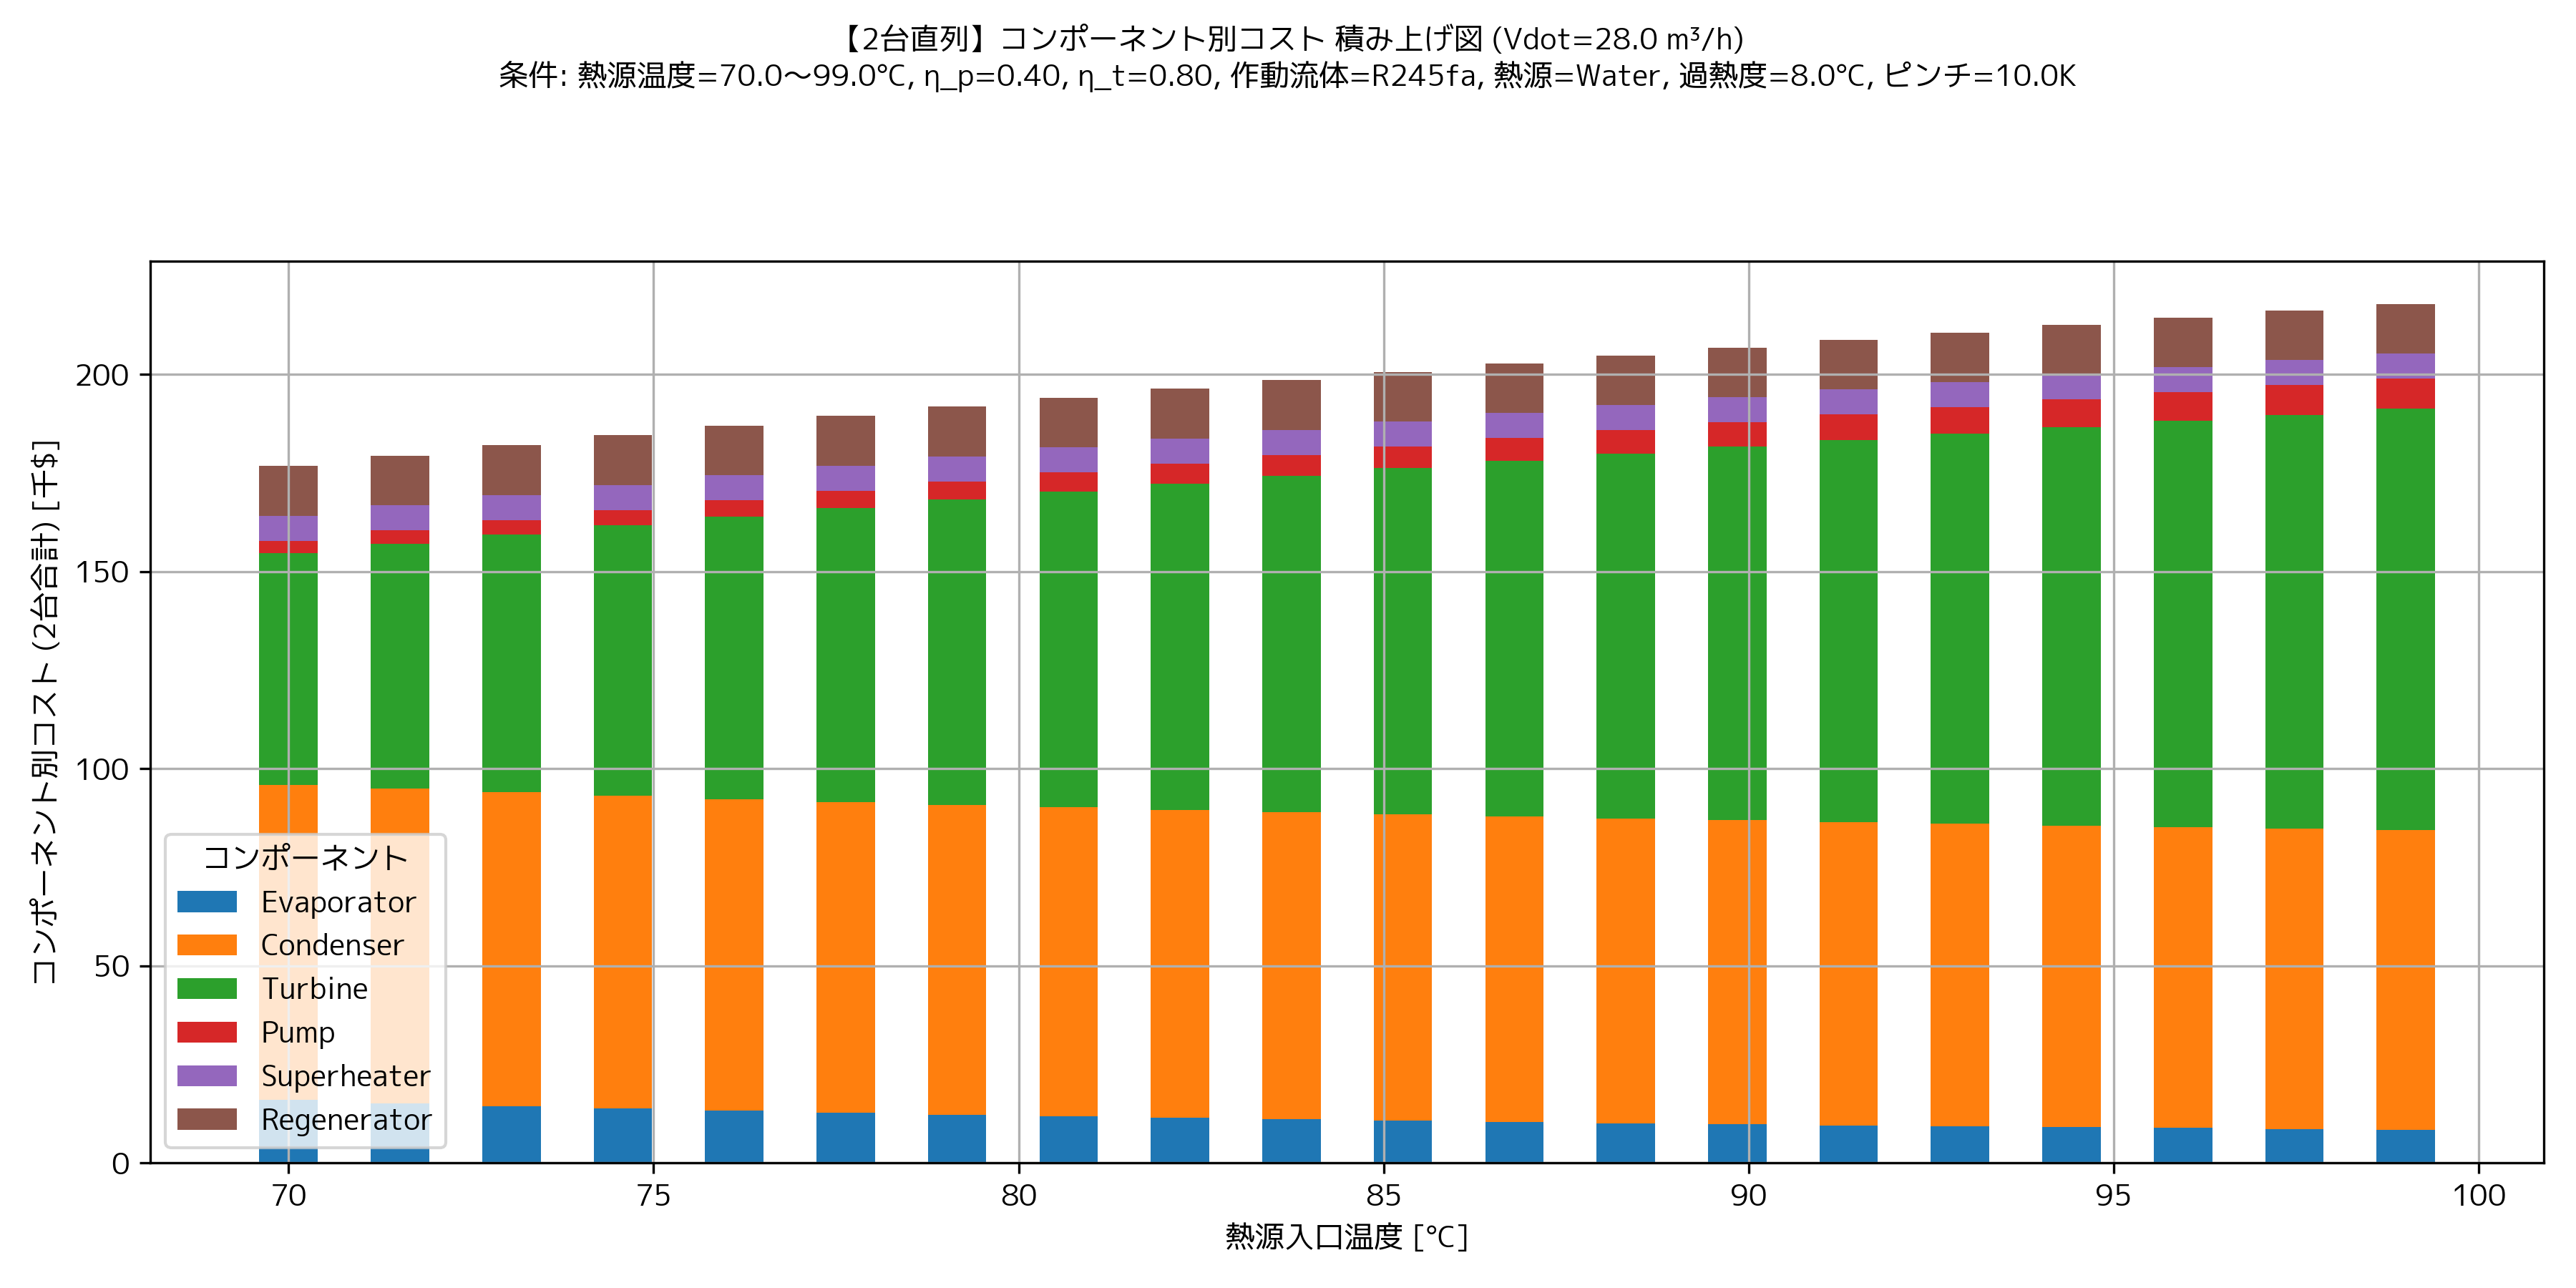 【2台直列】コンポーネント別コスト 積み上げ図 (Vdot=28.0 m³/h)
条件: 熱源温度=70.0～99.0℃, η_p=0.40, η_t=0.80, 作動流体=R245fa, 熱源=Water, 過熱度=8.0℃, ピンチ=10.0K
コンポーネント別コスト (2台合計) [千$]
200
150
100
50
0
コンポーネント
Evaporator
Condenser
Turbine
Pump
Superheater
Regenerator
70 75 80 85 90 95 100
熱源入口温度 [℃]